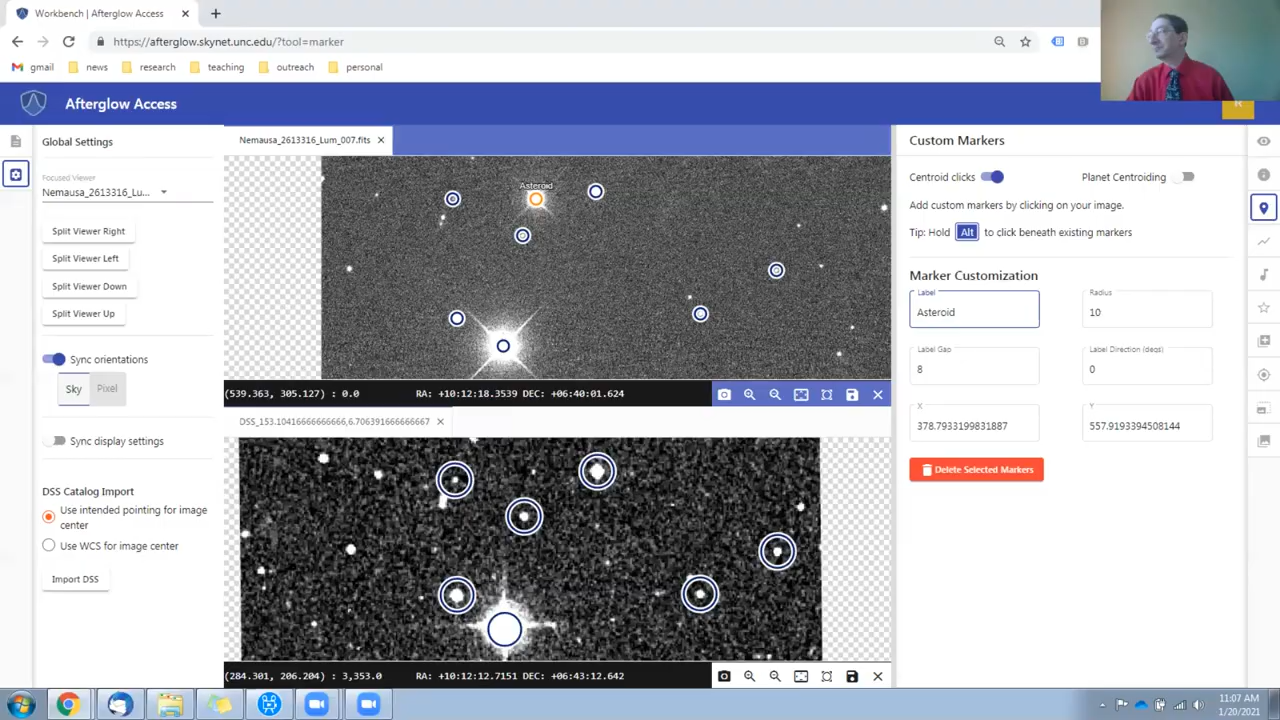 Workbench | Afterglow Access
https://afterglow.skynet.unc.edu/?tool=marker
gmail news research teaching outreach personal
Afterglow Access
Global Settings
Focused Viewer
Nemausa_2613316_Lu...
Split Viewer Right
Split Viewer Left
Split Viewer Down
Split Viewer Up
Sync orientations
Sky Pixel
Sync display settings
DSS Catalog Import
Use intended pointing for image
center
Use WCS for image center
Import DSS
Nemausa_2613316_Lum_007.fits
Asteroid
(539.363, 305.127) : 0.0 RA: +10:12:18.3539 DEC: +06:40:01.624
DSS_153.10416666666666,6.706391666666667
(284.301, 206.204) : 3,353.0 RA: +10:12:12.7151 DEC: +06:43:12.642
Custom Markers
Centroid clicks Planet Centroiding
Add custom markers by clicking on your image.
Tip: Hold Alt to click beneath existing markers
Marker Customization
Label Radius
Asteroid 10
Label Gap Label Direction (degs)
8 0
X Y
378.7933199831887 557.9193394508144
Delete Selected Markers
11:07 AM
1/20/2021